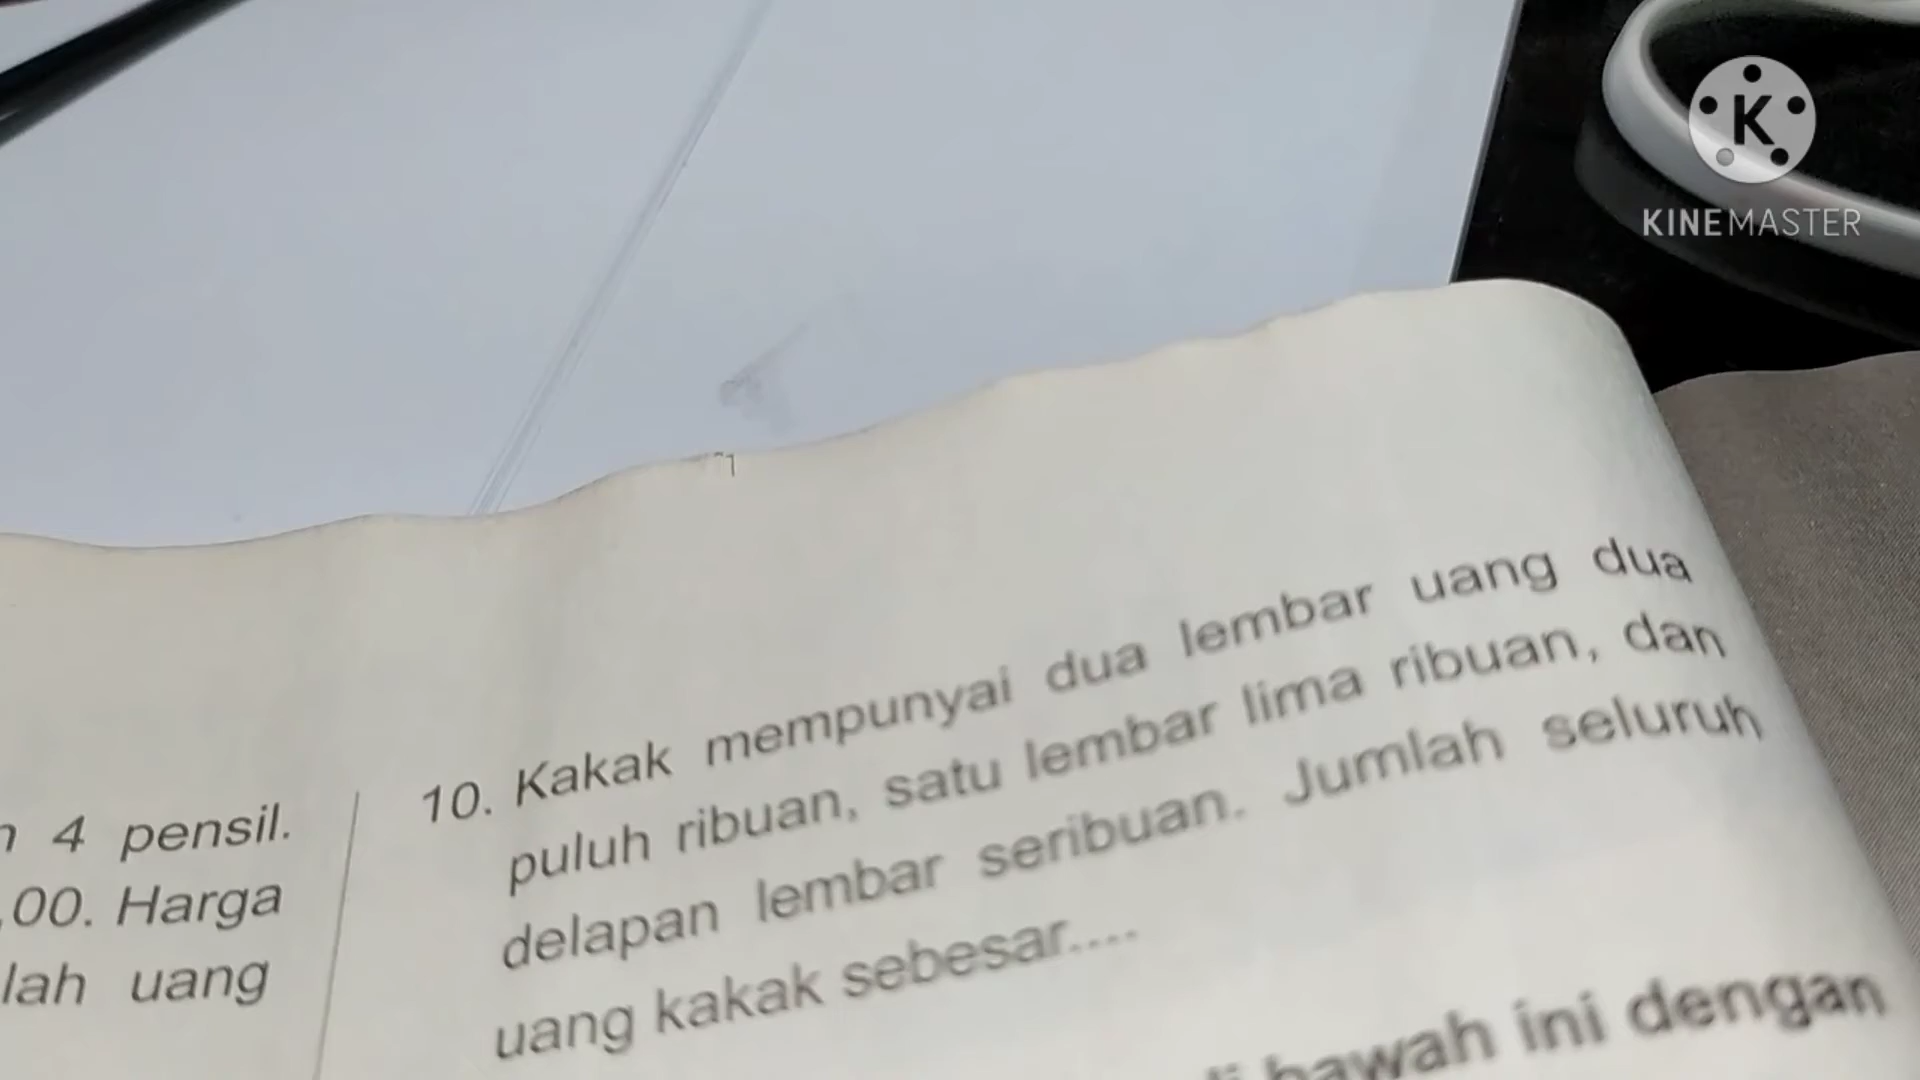 KINEMASTER
4 pensil.
00. Harga
lah uang
10. Kakak mempunyai dua lembar uang dua
puluh ribuan, satu lembar lima ribuan, dan
delapan lembar seribuan. Jumlah seluruh
uang kakak sebesar....
bawah ini dengan